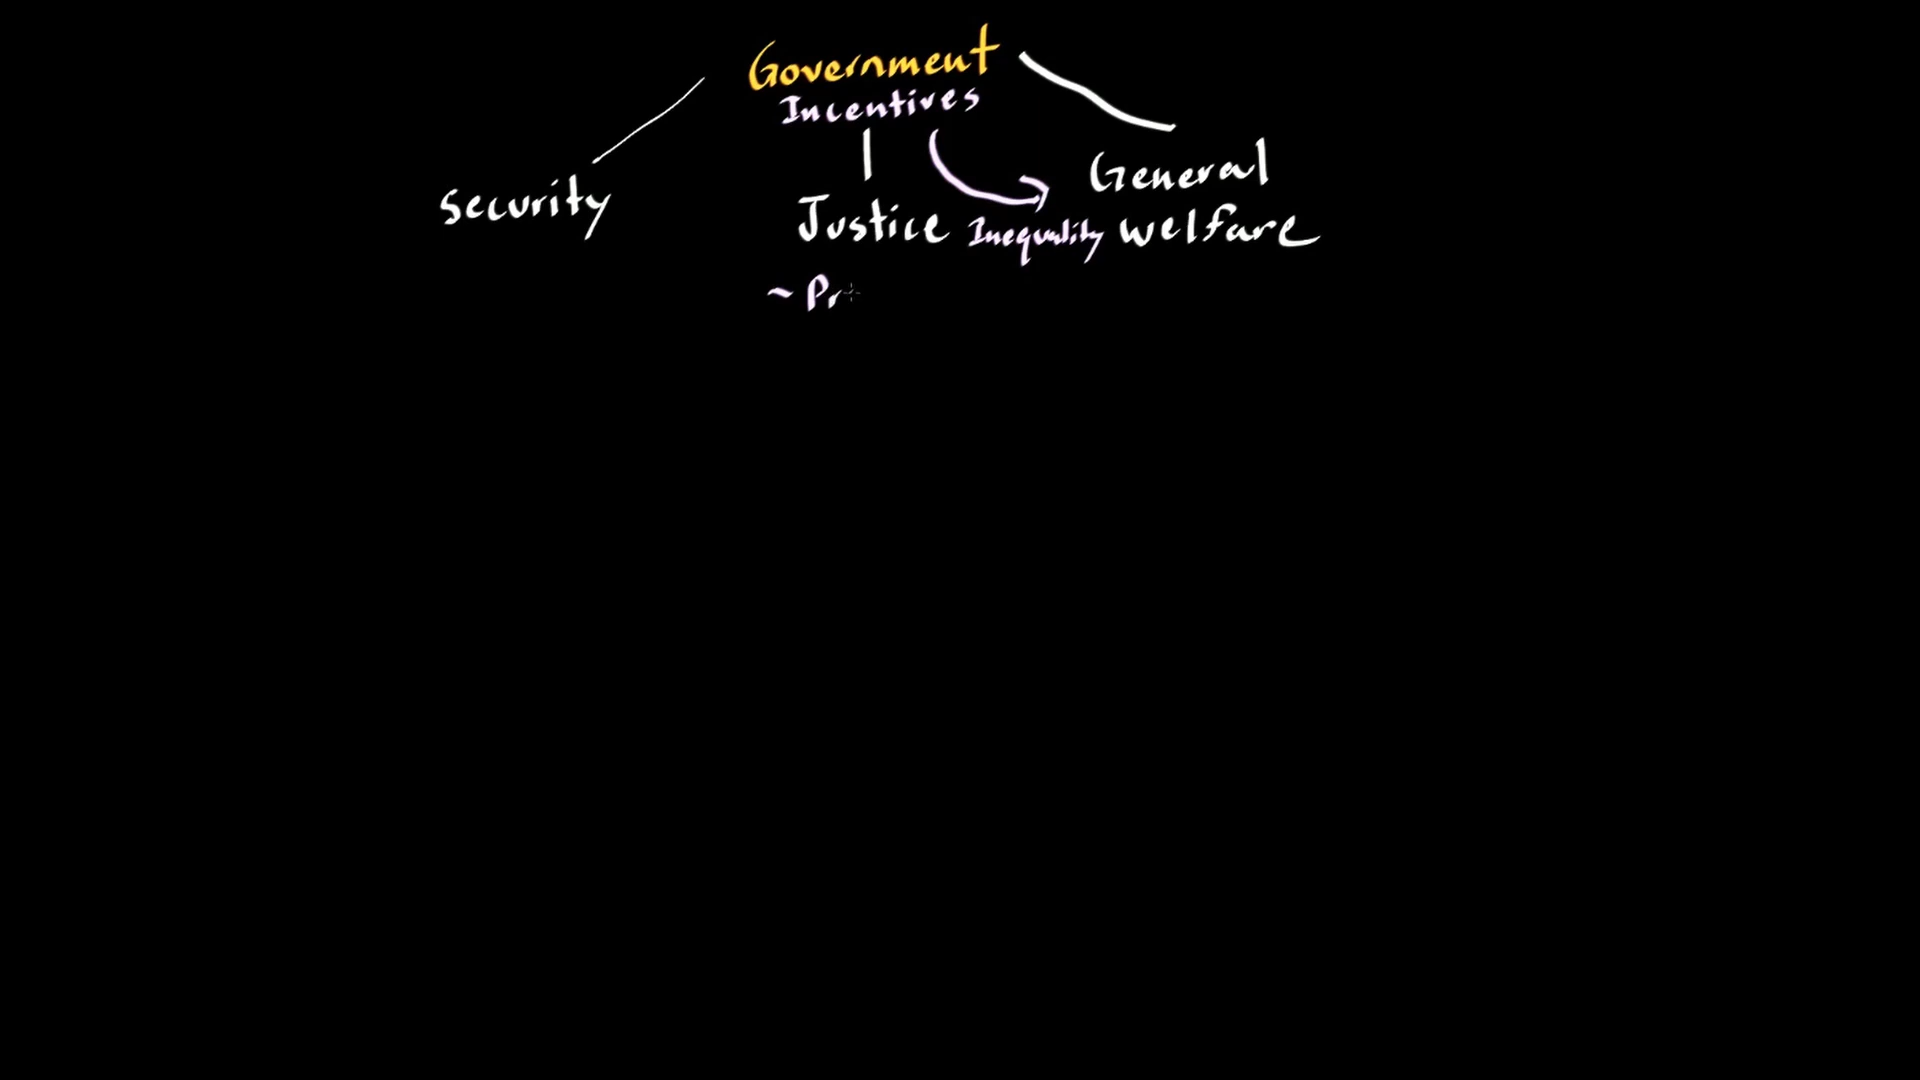 Government
Incentives
Security
Justice
Inequality
General
welfare
~ Pr